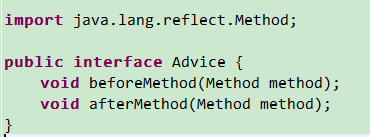 import java.lang.reflect.Method;
public interface Advice {
void beforeMethod(Method method);
void afterMethod(Method method);
}